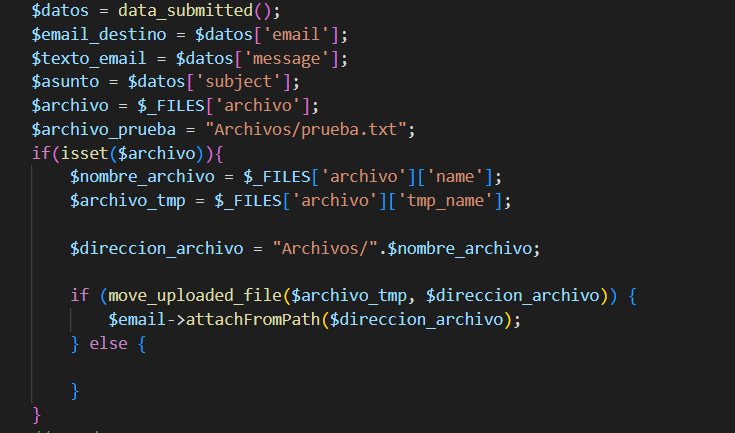 $datos = data_submitted();
$email_destino = $datos['email'];
$texto_email = $datos['message'];
$asunto = $datos['subject'];
$archivo = $_FILES['archivo'];
$archivo_prueba = "Archivos/prueba.txt";
if(isset($archivo)){
    $nombre_archivo = $_FILES['archivo']['name'];
    $archivo_tmp = $_FILES['archivo']['tmp_name'];
    $direccion_archivo = "Archivos/".$nombre_archivo;
    if (move_uploaded_file($archivo_tmp, $direccion_archivo)) {
        $email->attachFromPath($direccion_archivo);
    } else {
    }
}